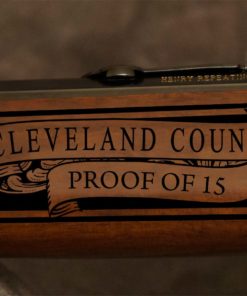 HENRY REPEATIN
CLEVELAND COUN
PROOF OF 15